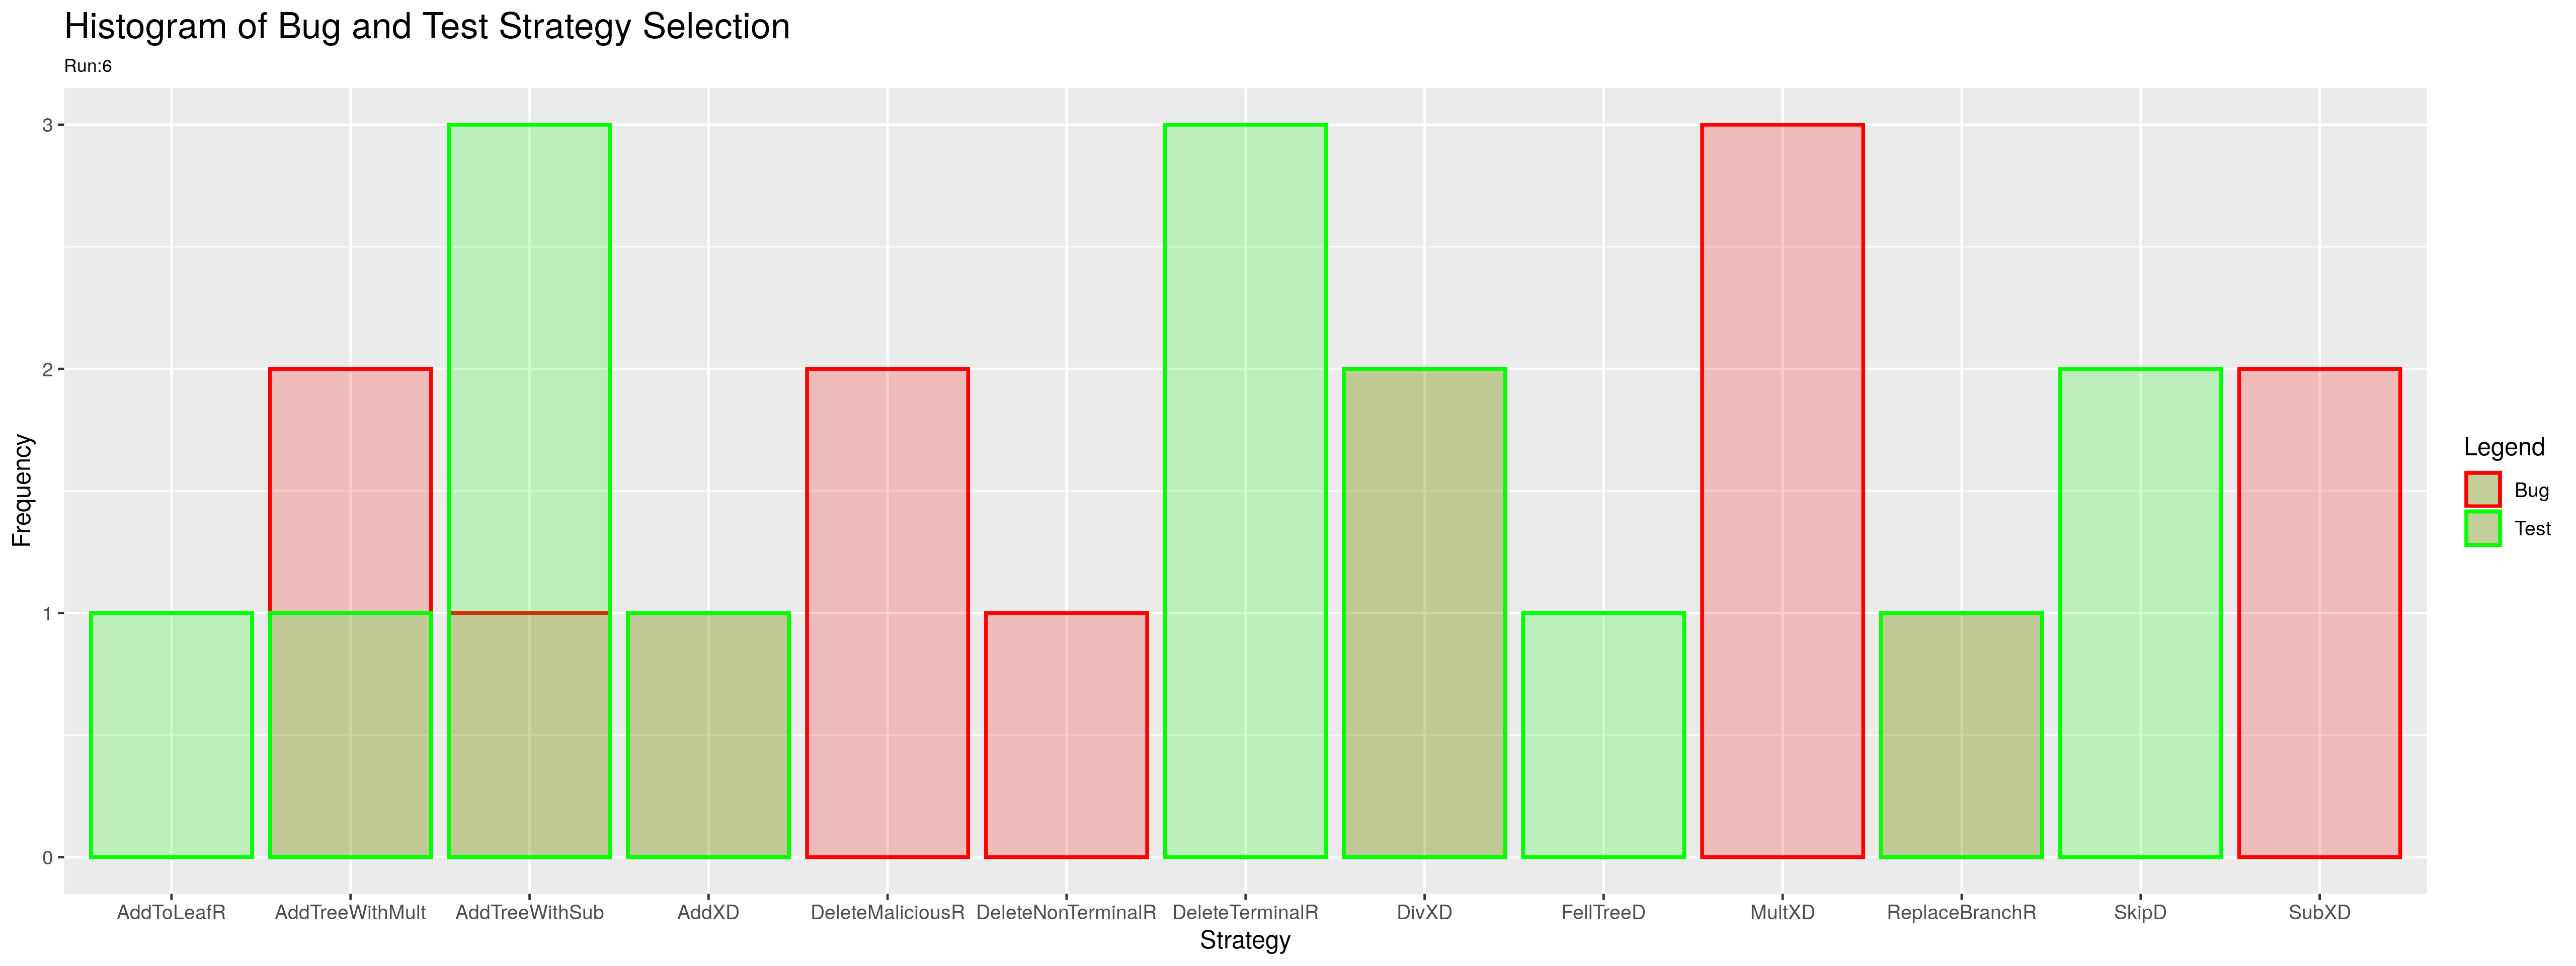 Histogram of Bug and Test Strategy Selection
Run:6
3
2
1
0
Frequency
AddToLeafR AddTreeWithMult AddTreeWithSub AddXD DeleteMaliciousR DeleteNonTerminalR DeleteTerminalR DivXD FellTreeD MultXD ReplaceBranchR SkipD SubXD
Strategy
Legend
Bug
Test